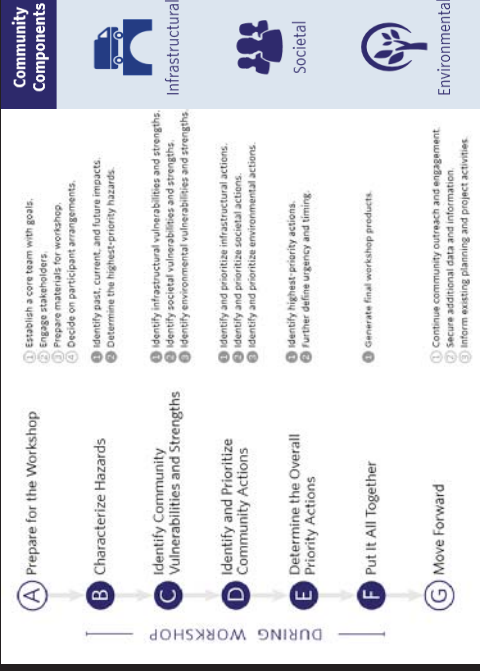 DURING WORKSHOP
A Prepare for the Workshop
1 Establish a core team with goals.
2 Engage stakeholders.
3 Prepare materials for workshop.
4 Decide on participant arrangements.
B Characterize Hazards
1 Identify past, current, and future impacts.
2 Determine the highest-priority hazards.
C Identify Community
Vulnerabilities and Strengths
1 Identify infrastructural vulnerabilities and strengths.
2 Identify societal vulnerabilities and strengths.
3 Identify environmental vulnerabilities and strengths.
D Identify and Prioritize
Community Actions
1 Identify and prioritize infrastructural actions.
2 Identify and prioritize societal actions.
3 Identify and prioritize environmental actions.
E Determine the Overall
Priority Actions
1 Identify highest-priority actions.
2 Further define urgency and timing.
F Put It All Together
1 Generate final workshop products.
G Move Forward
1 Continue community outreach and engagement.
2 Secure additional data and information.
3 Inform existing planning and project activities
Community
Components
Infrastructural
Societal
Environmental